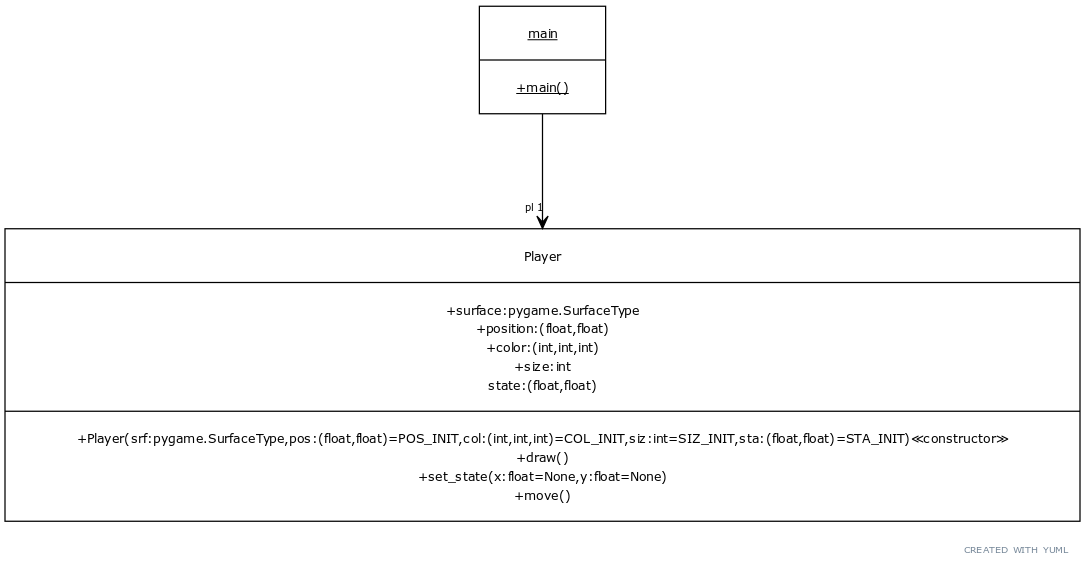 main
+main()
pl 1
Player
+surface:pygame.SurfaceType
+position:(float,float)
+color:(int,int,int)
+size:int
state:(float,float)
+Player(srf:pygame.SurfaceType,pos:(float,float)=POS_INIT,col:(int,int,int)=COL_INIT,siz:int=SIZ_INIT,sta:(float,float)=STA_INIT)≪constructor≫
+draw()
+set_state(x:float=None,y:float=None)
+move()
CREATED WITH YUML